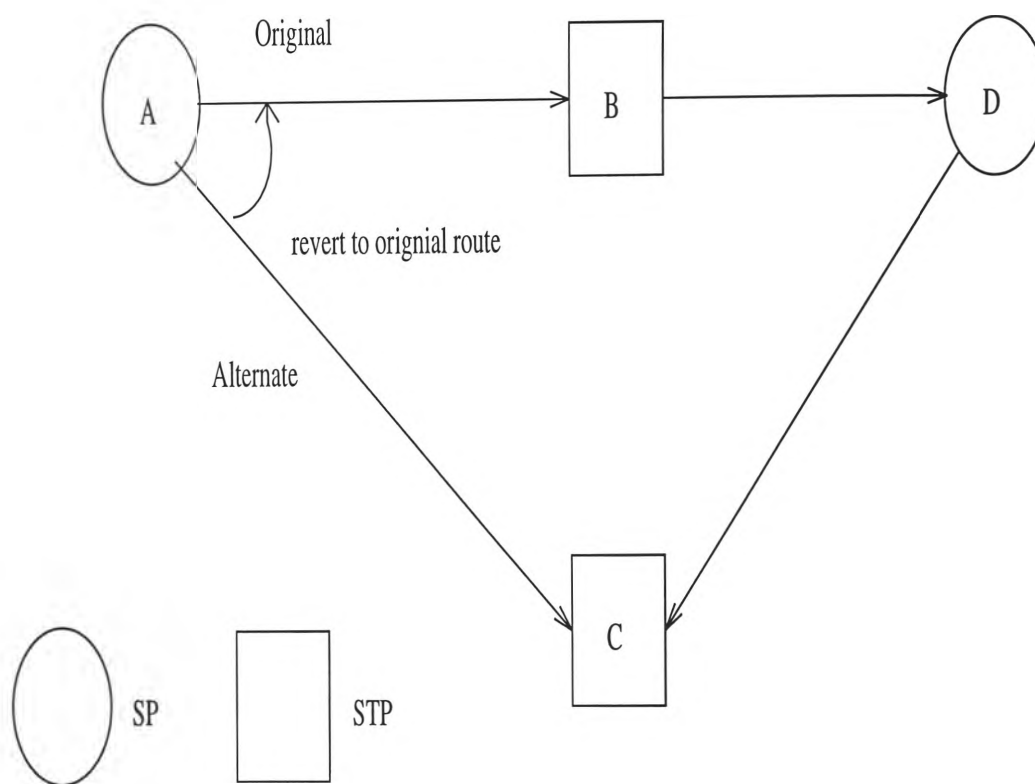 Original
A
B
D
revert to orignial route
Alternate
C
SP
STP